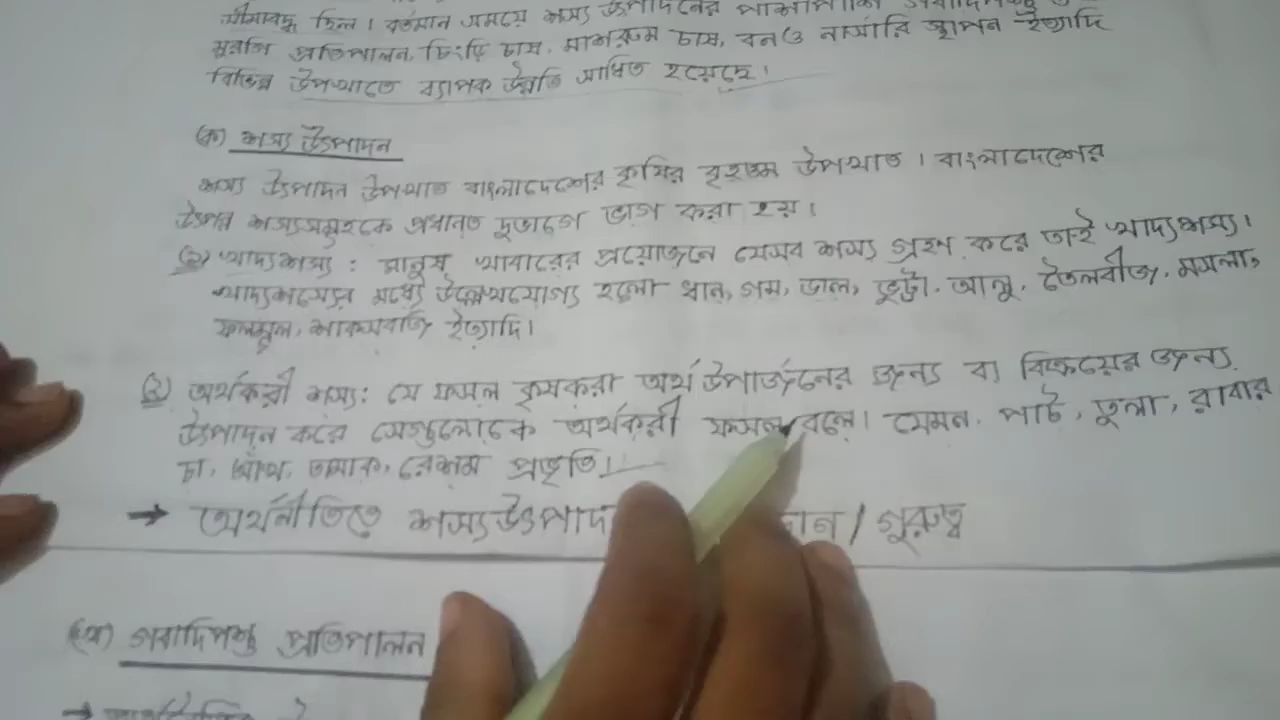 সীমাবদ্ধ ছিল। বর্তমান সময়ে শস্য উৎপাদনের পাশাপাশি
মুরগি প্রতিপালন, চিংড়ি চাষ, মাশরুম চাষ, বনও নার্সারি স্থাপন ইত্যাদি
বিভিন্ন উপখাতে ব্যাপক উন্নতি সাধিত হয়েছে।
(ক) শস্য উৎপাদন
শস্য উৎপাদন উপখাত বাংলাদেশের কৃষির বৃহত্তম উপখাত। বাংলাদেশের
উৎপন্ন শস্যসমূহকে প্রধানত দুভাগে ভাগ করা হয়।
(১) খাদ্যশস্য: মানুষ খাবারের প্রয়োজনে যেসব শস্য গ্রহণ করে তাই খাদ্যশস্য।
খাদ্যশস্যের মধ্যে উল্লেখযোগ্য হলো ধান, গম, ডাল, ভুট্টা, আলু, তৈলবীজ, মসলা,
ফলমূল, শাকসবজি ইত্যাদি।
(২) অর্থকরী শস্য: যে ফসল কৃষকরা অর্থ উপার্জনের জন্য বা বিক্রয়ের জন্য
উৎপাদন করে সেগুলোকে অর্থকরী ফসল বলে। যেমন, পাট, তুলা, রাবার
চা, আখ, তামাক, রেশম প্রভৃতি।
→ অর্থনীতিতে শস্যউৎপাদ / গুরুত্ব
(খ) গবাদিপশু প্রতিপালন